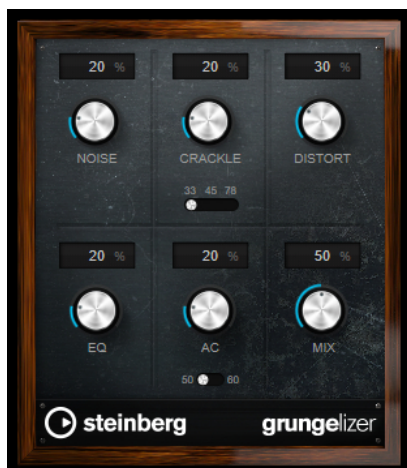 20 % 20 % 30 %
NOISE CRACKLE DISTORT
33 45 78
20 % 20 % 50 %
EQ AC MIX
50 60
steinberg grungelizer